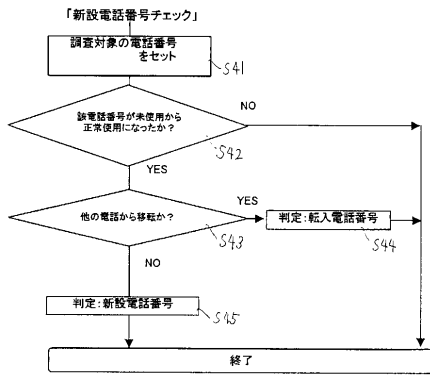 「新設電話番号チェック」
調査対象の電話番号
をセット
S41
該電話番号が未使用から
正常使用になったか?
NO
S42
YES
他の電話から移転か?
YES
S43
判定:転入電話番号
S44
NO
判定:新設電話番号
S45
終了